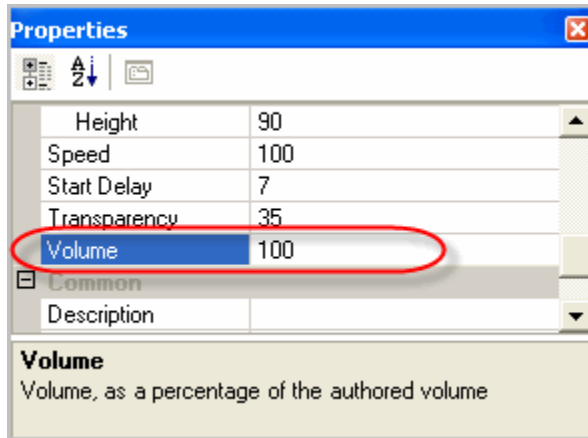 Properties
Height 90
Speed 100
Start Delay 7
Transparency 35
Volume 100
Common
Description
Volume
Volume, as a percentage of the authored volume